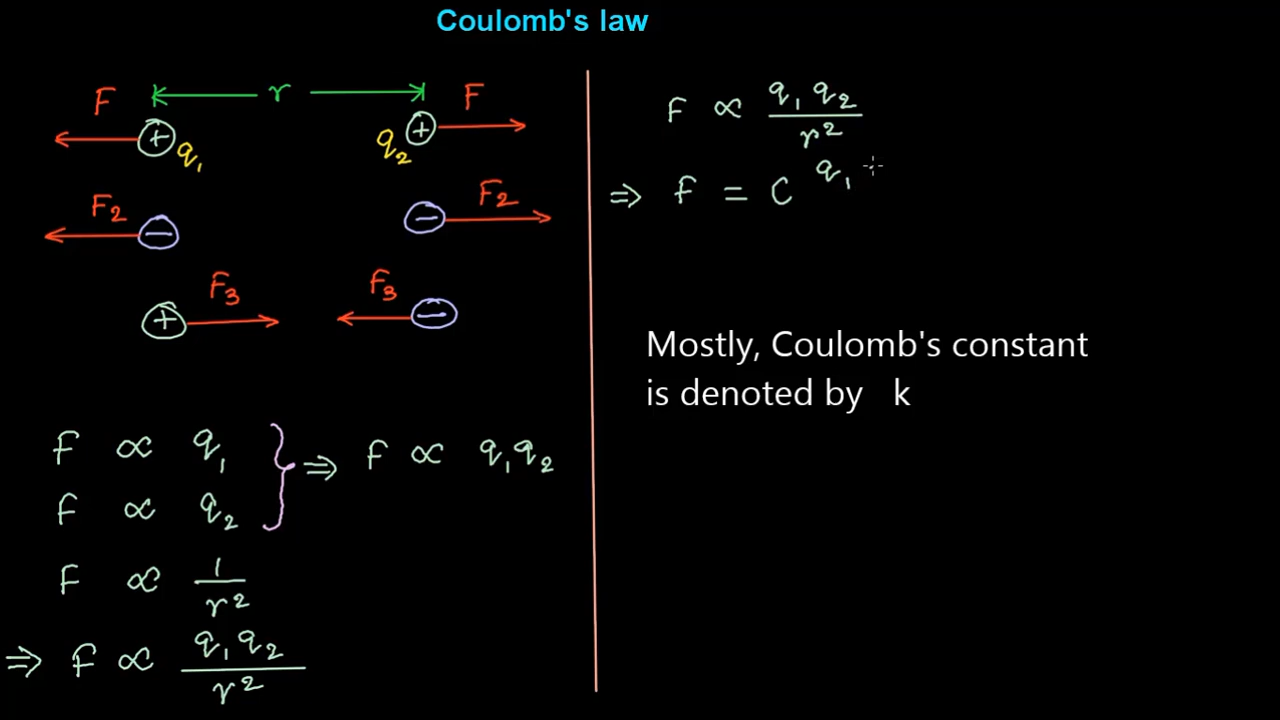 Coulomb's law
F r F
+ q₁ q₂ +
F₂ F₂
− −
F₃ F₃
+ −
F ∝ q₁
F ∝ q₂
} ⇒ F ∝ q₁q₂
F ∝ 1/r²
⇒ F ∝ q₁q₂/r²
F ∝ q₁q₂/r²
⇒ F = C q₁
Mostly, Coulomb's constant
is denoted by k